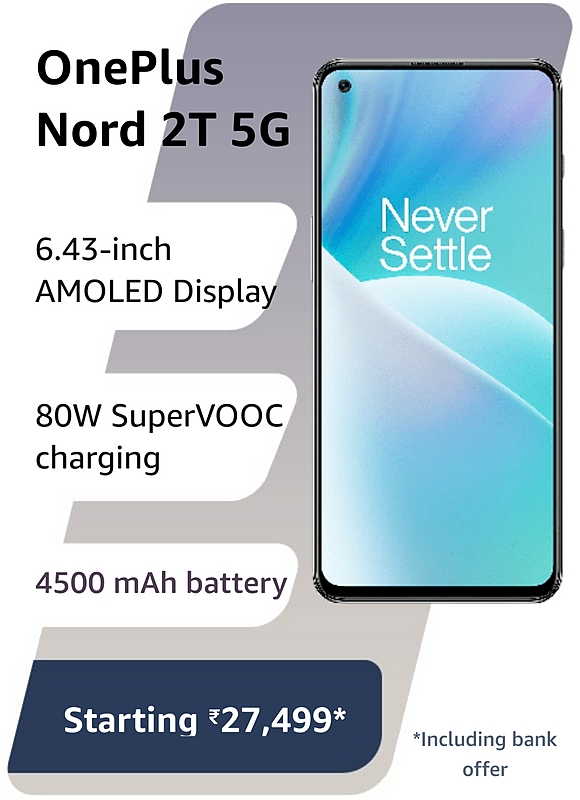 OnePlus
Nord 2T 5G
6.43-inch
AMOLED Display
80W SuperVOOC
charging
4500 mAh battery
Starting ₹27,499*
*Including bank
offer
Never
Settle